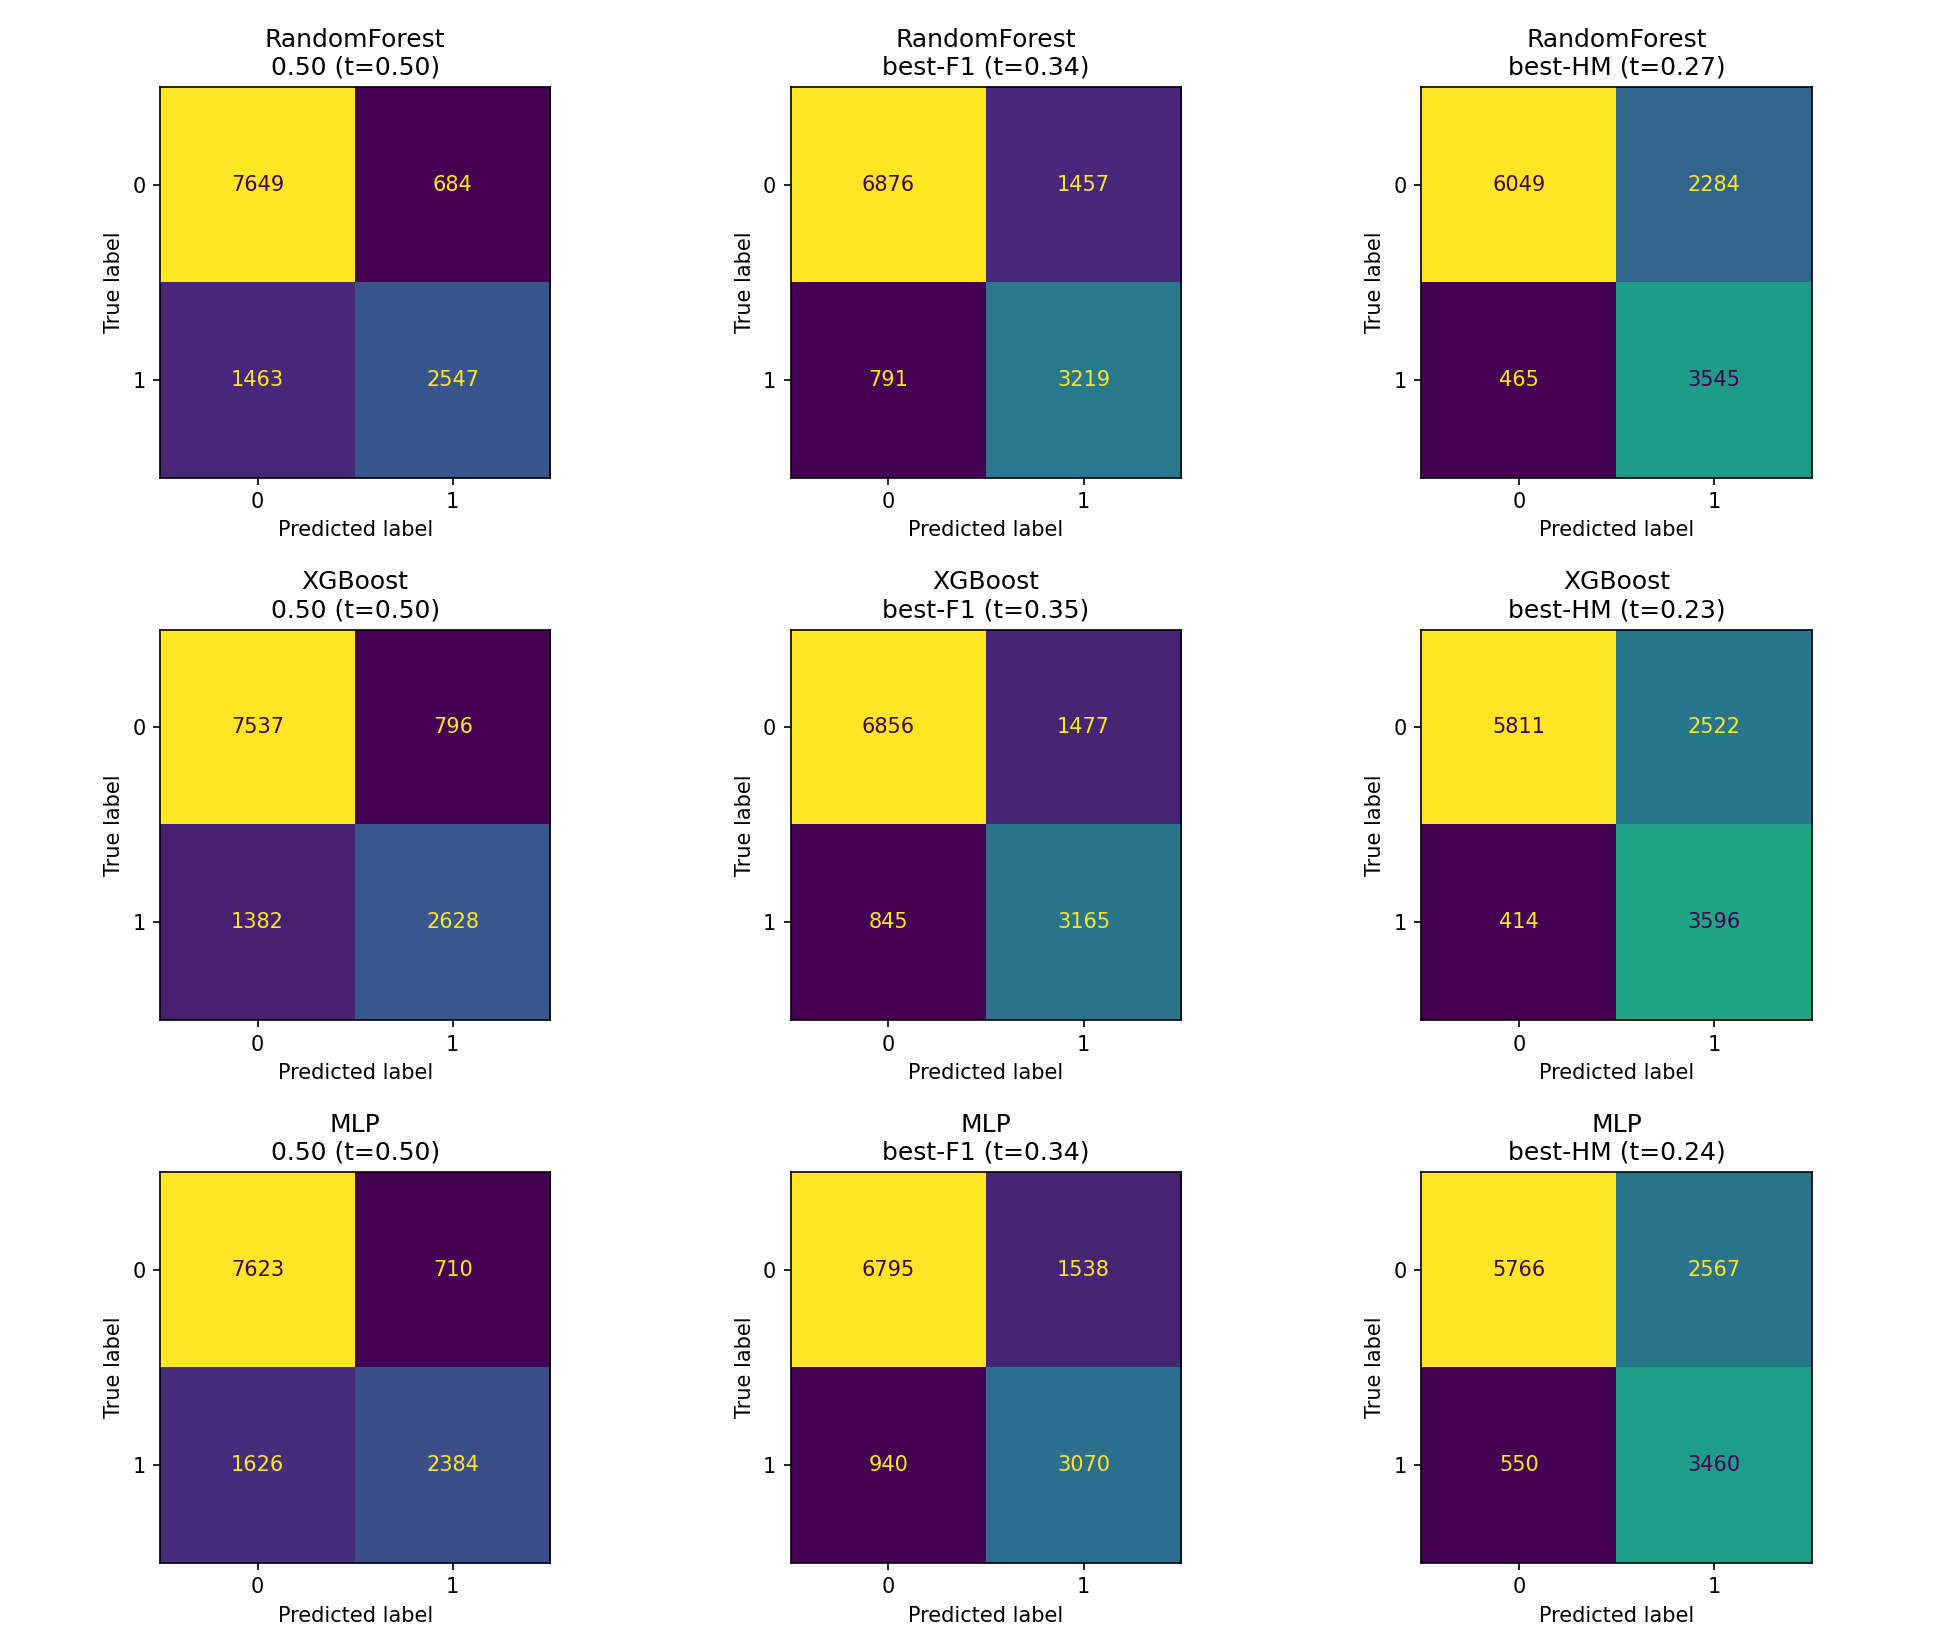 RandomForest
0.50 (t=0.50)
RandomForest
best-F1 (t=0.34)
RandomForest
best-HM (t=0.27)
True label
0
7649
684
1
1463
2547
0
1
Predicted label
True label
0
6876
1457
1
791
3219
0
1
Predicted label
True label
0
6049
2284
1
465
3545
0
1
Predicted label
XGBoost
0.50 (t=0.50)
XGBoost
best-F1 (t=0.35)
XGBoost
best-HM (t=0.23)
True label
0
7537
796
1
1382
2628
0
1
Predicted label
True label
0
6856
1477
1
845
3165
0
1
Predicted label
True label
0
5811
2522
1
414
3596
0
1
Predicted label
MLP
0.50 (t=0.50)
MLP
best-F1 (t=0.34)
MLP
best-HM (t=0.24)
True label
0
7623
710
1
1626
2384
0
1
Predicted label
True label
0
6795
1538
1
940
3070
0
1
Predicted label
True label
0
5766
2567
1
550
3460
0
1
Predicted label